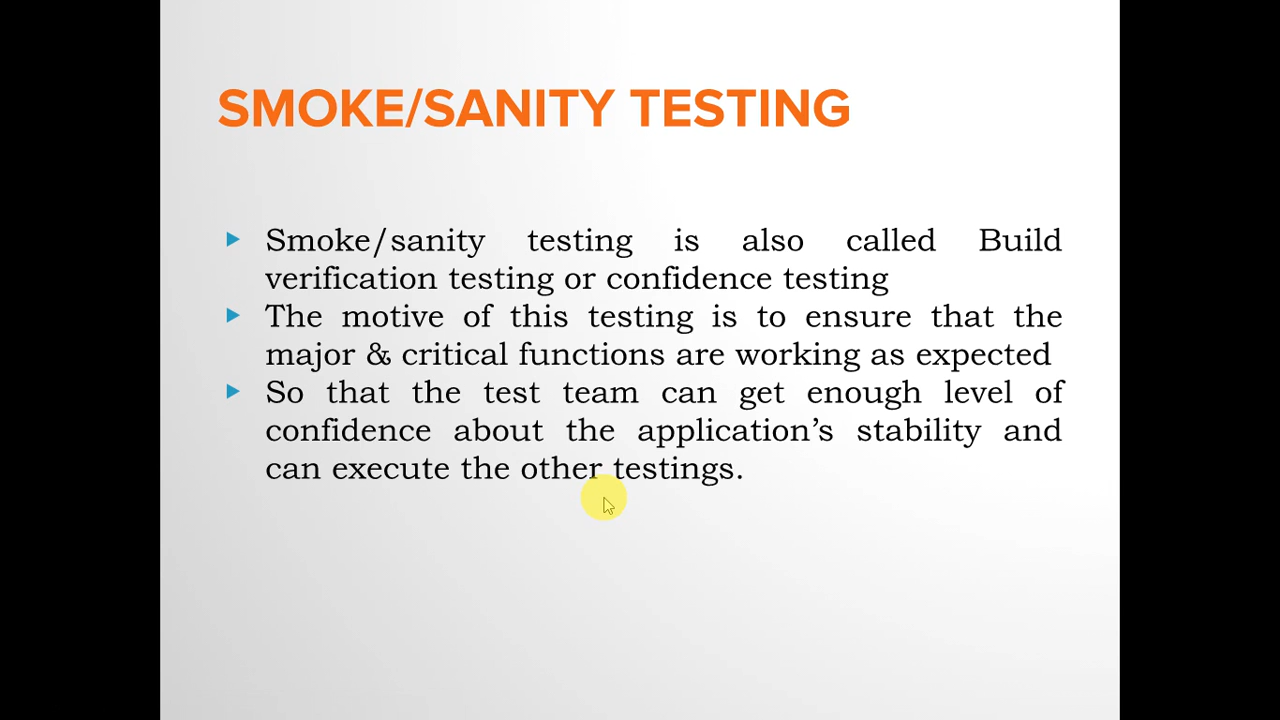 SMOKE/SANITY TESTING
Smoke/sanity testing is also called Build
verification testing or confidence testing
The motive of this testing is to ensure that the
major & critical functions are working as expected
So that the test team can get enough level of
confidence about the application’s stability and
can execute the other testings.